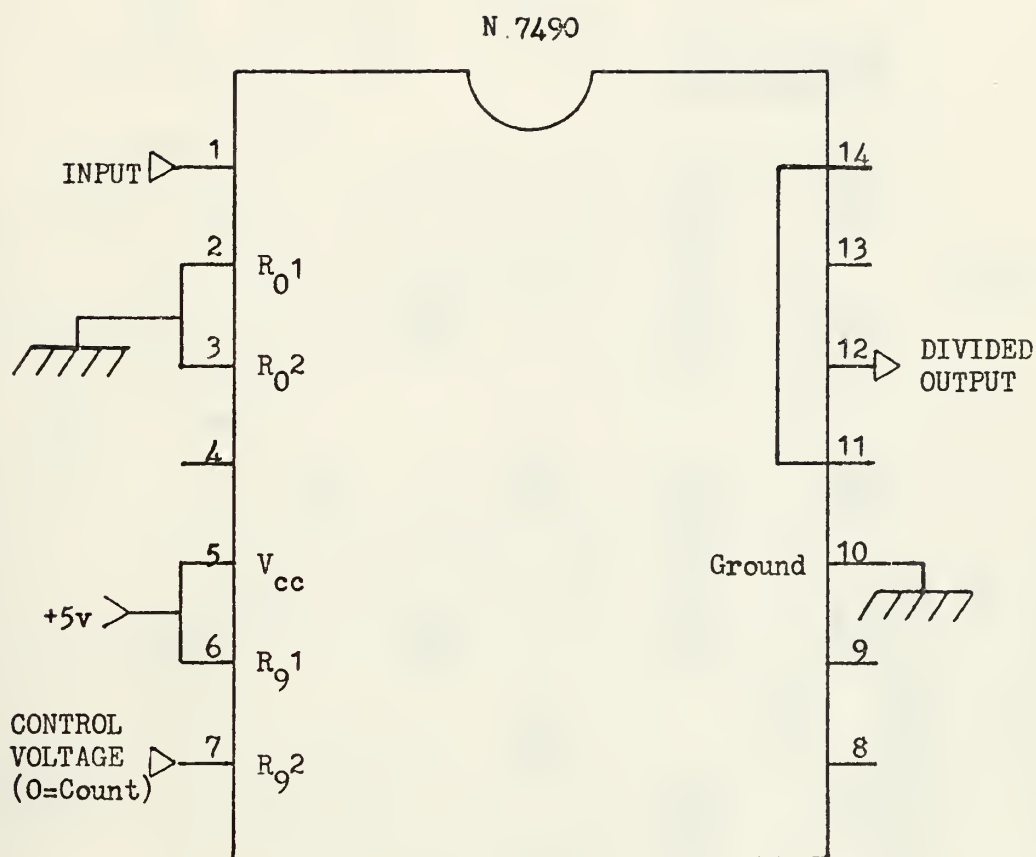 N 7490
1
INPUT
2
R01
3
R02
4
5
Vcc
+5v
6
R91
CONTROL
VOLTAGE
(0=Count)
7
R92
14
13
12
DIVIDED
OUTPUT
11
Ground
10
9
8